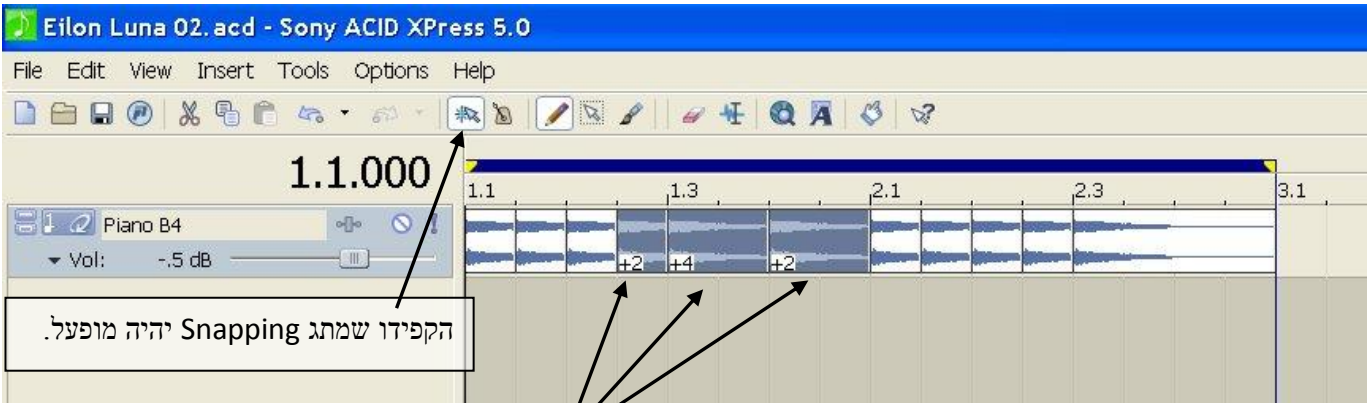 Eilon Luna 02.acd - Sony ACID XPress 5.0
File Edit View Insert Tools Options Help
1.1.000
1.1 1.3 2.1 2.3 3.1
1 Piano B4
Vol: -.5 dB
+2 +4 +2
הקפידו שמתג Snapping יהיה מופעל.